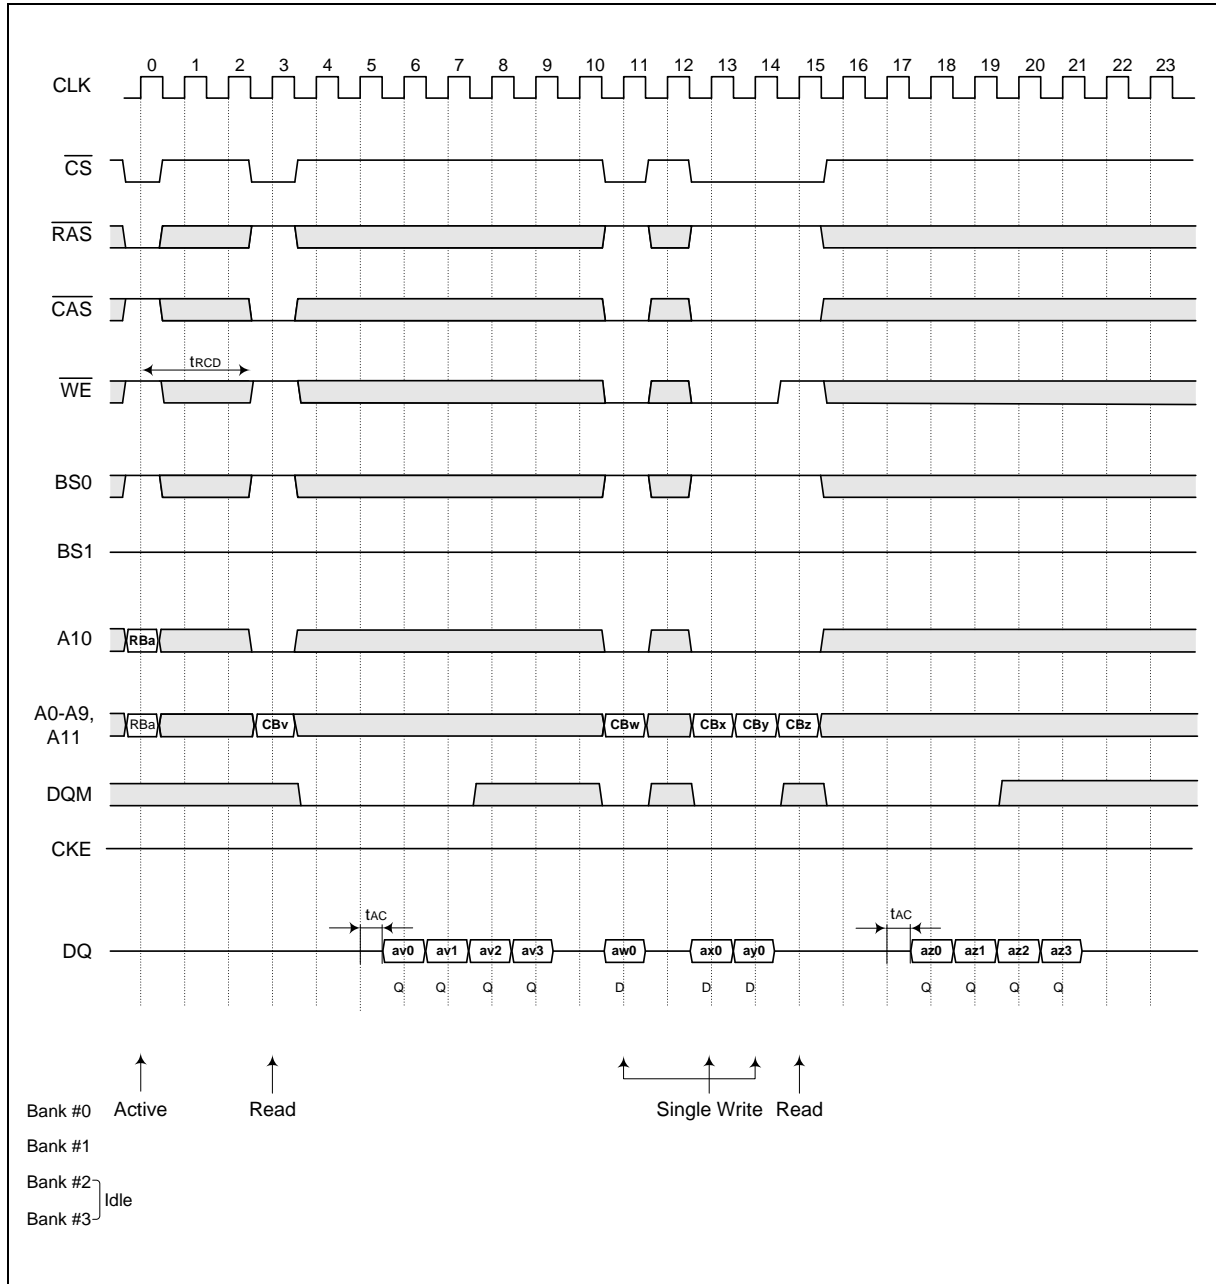 0 1 2 3 4 5 6 7 8 9 10 11 12 13 14 15 16 17 18 19 20 21 22 23
CLK
CS
RAS
CAS
tRCD
WE
BS0
BS1
A10 RBa
A0-A9, A11 RBa CBv CBw CBx CBy CBz
DQM
CKE
tAC tAC
DQ av0 av1 av2 av3 aw0 ax0 ay0 az0 az1 az2 az3
Q Q Q Q D D D Q Q Q Q
Bank #0 Active Read Single Write Read
Bank #1
Bank #2
Idle
Bank #3